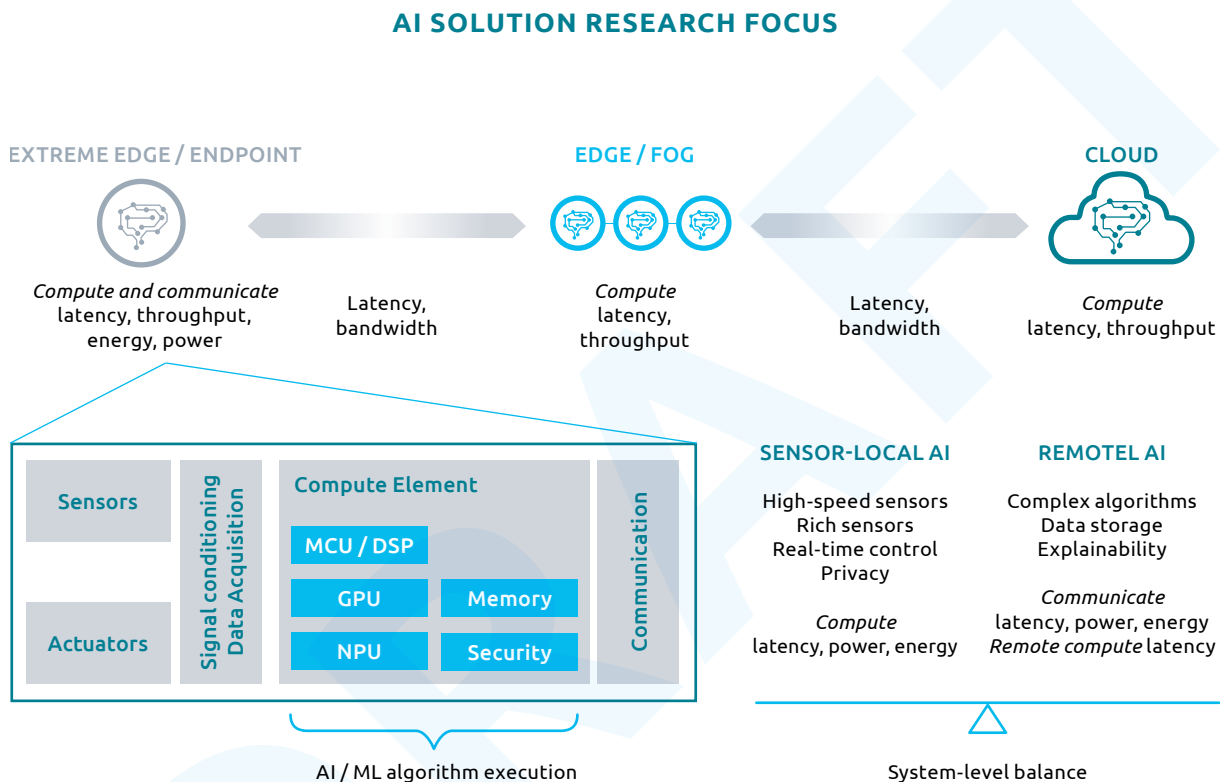 AI SOLUTION RESEARCH FOCUS
EXTREME EDGE / ENDPOINT
EDGE / FOG
CLOUD
Compute and communicate
latency, throughput,
energy, power
Latency,
bandwidth
Compute
latency,
throughput
Latency,
bandwidth
Compute
latency, throughput
Sensors
Actuators
Signal conditioning
Data Acquisition
Compute Element
MCU / DSP
GPU
Memory
NPU
Security
Communication
AI / ML algorithm execution
SENSOR-LOCAL AI
High-speed sensors
Rich sensors
Real-time control
Privacy
Compute
latency, power, energy
REMOTEL AI
Complex algorithms
Data storage
Explainability
Communicate
latency, power, energy
Remote compute latency
System-level balance
DRAFT